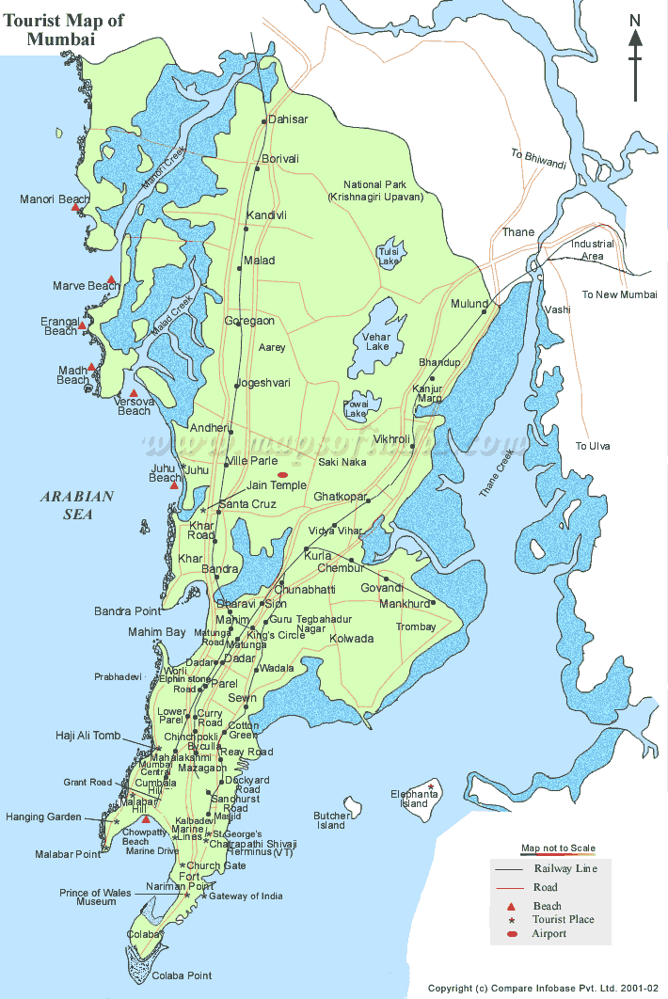 Tourist Map of
Mumbai
N
Dahisar
To Bhiwandi
Borivali
Manori Creek
National Park
(Krishnagiri Upavan)
Manori Beach
Kandivli
Thane
Industrial
Area
Tulsi
Lake
Malad
Marve Beach
To New Mumbai
Mulund
Vashi
Erangal
Beach
Malad Creek
Goregaon
Vehar
Lake
Aarey
Bhandup
Madh
Beach
Jogeshvari
Kanjur
Marg
Versova
Beach
Powai
Lake
Andheri
Vikhroli
www.mapsofindia.com
To Ulva
Juhu
Beach
Juhu
Ville Parle
Saki Naka
Thane Creek
ARABIAN
SEA
Jain Temple
Santa Cruz
Ghatkopar
Khar
Road
Vidya Vihar
Khar
Kurla
Chembur
Bandra
Chunabhatti
Govandi
Bandra Point
Dharavi
Sion
Mankhurd
Mahim
Guru Tegbahadur
Nagar
Trombay
Mahim Bay
Matunga
Road
King's Circle
Matunga
Kolwada
Dadar
Dadar
Worli
Wadala
Prabhadevi
Elphin stone
Road
Parel
Sewn
Lower
Parel
Curry
Road
Cotton
Green
Haji Ali Tomb
Chinchpokli
Byculla
Mahalakshmi
Reay Road
Mumbai
Central
Mazagaon
Grant Road
Cumbala
Hill
Dockyard
Road
Malabar
Hill
Sanchurst
Road
Elephanta
Island
Hanging Garden
Kalbadevi
Masjid
Butcher
Island
Chowpatty
Beach
Marine
Lines
St.George's
Marine Drive
Chatrapathi Shivaji
Terminus (VT)
Malabar Point
Church Gate
Fort
Nariman Point
Prince of Wales
Museum
Gateway of India
Colaba
Colaba Point
Map not to Scale
Railway Line
Road
Beach
Tourist Place
Airport
Copyright (c) Compare Infobase Pvt. Ltd. 2001-02